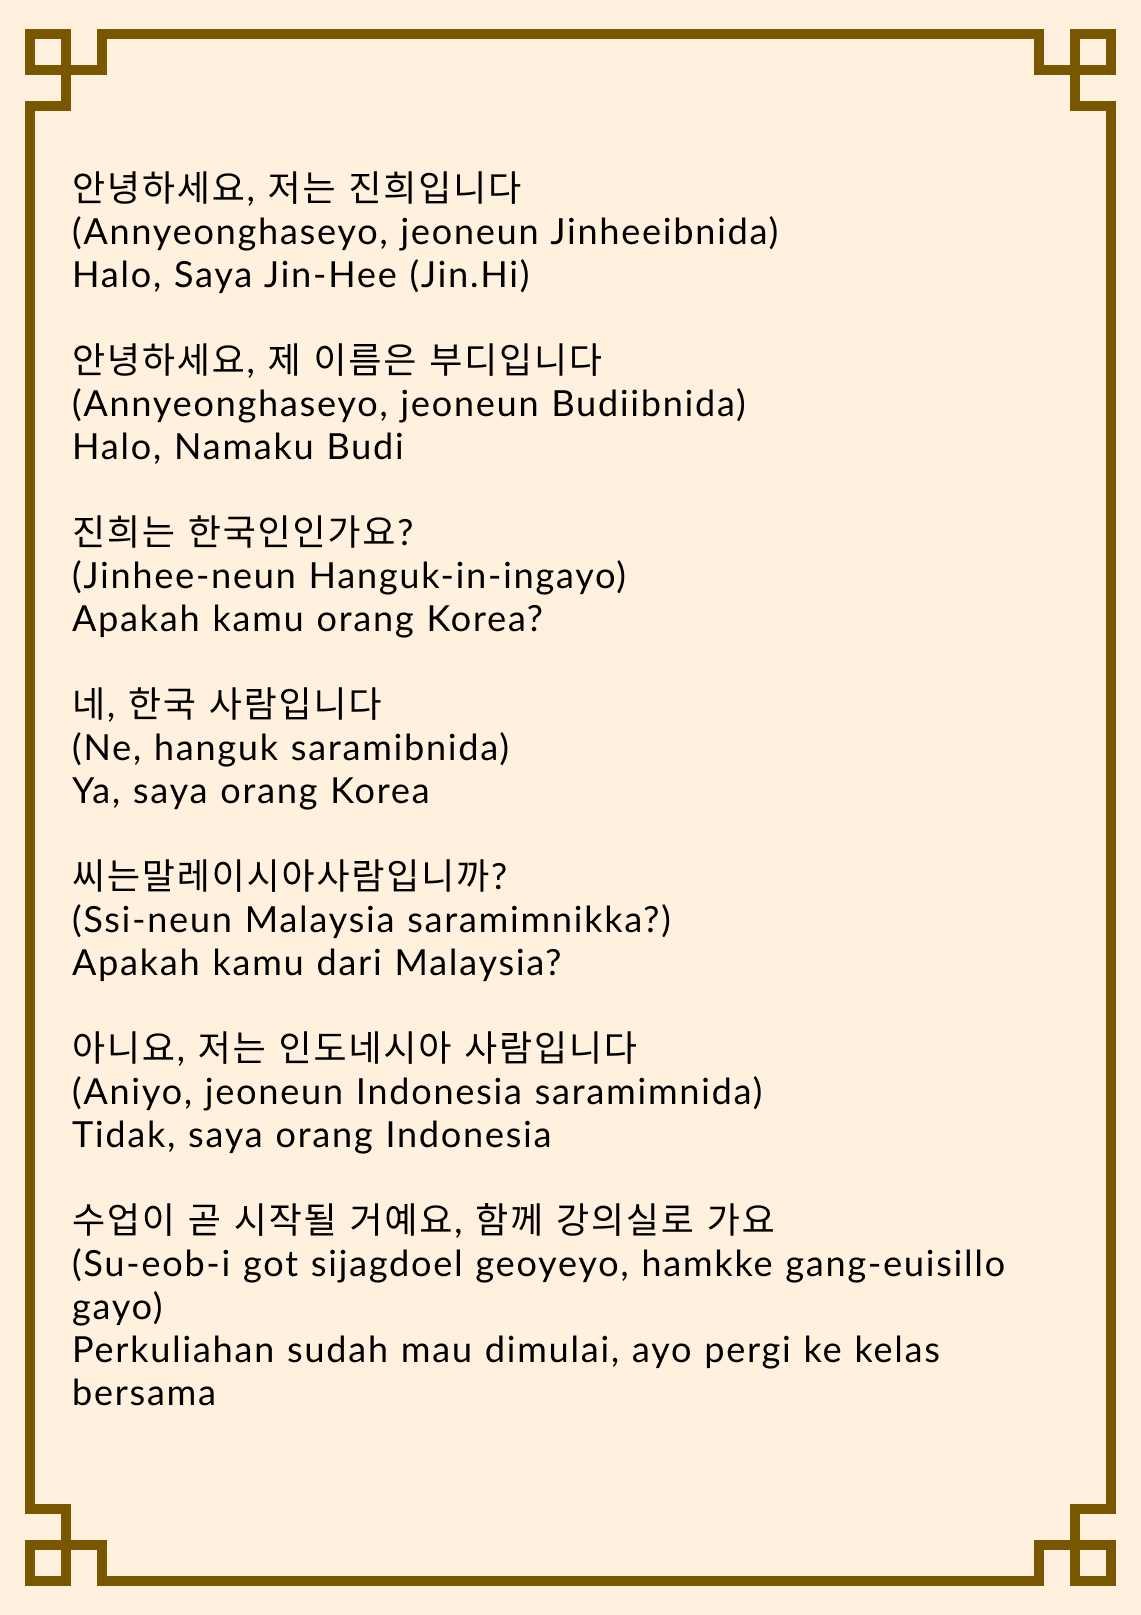 안녕하세요, 저는 진희입니다
(Annyeonghaseyo, jeoneun Jinheeibnida)
Halo, Saya Jin-Hee (Jin.Hi)
안녕하세요, 제 이름은 부디입니다
(Annyeonghaseyo, jeoneun Budiibnida)
Halo, Namaku Budi
진희는 한국인인가요?
(Jinhee-neun Hanguk-in-ingayo)
Apakah kamu orang Korea?
네, 한국 사람입니다
(Ne, hanguk saramibnida)
Ya, saya orang Korea
씨는말레이시아사람입니까?
(Ssi-neun Malaysia saramimnikka?)
Apakah kamu dari Malaysia?
아니요, 저는 인도네시아 사람입니다
(Aniyo, jeoneun Indonesia saramimnida)
Tidak, saya orang Indonesia
수업이 곧 시작될 거예요, 함께 강의실로 가요
(Su-eob-i got sijagdoel geoyeyo, hamkke gang-euisillo
gayo)
Perkuliahan sudah mau dimulai, ayo pergi ke kelas
bersama